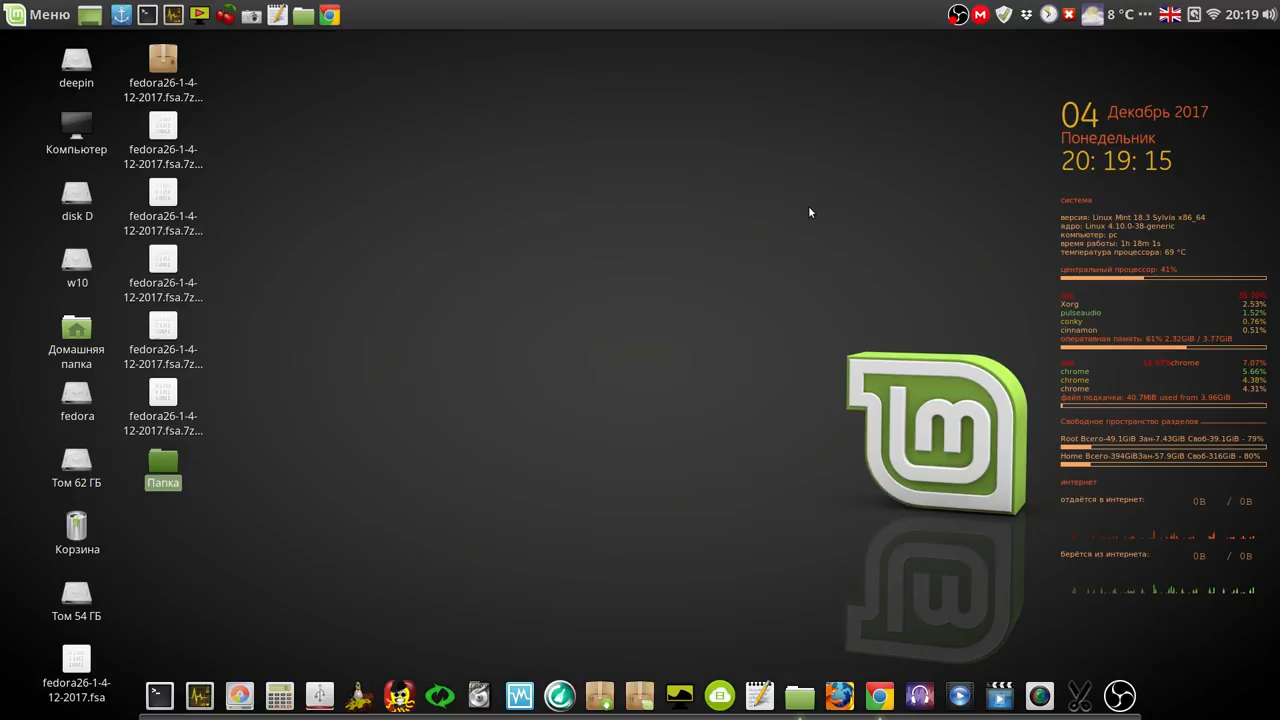 Меню
8 °C
20:19
deepin
Компьютер
disk D
w10
Домашняя
папка
fedora
Том 62 ГБ
Корзина
Том 54 ГБ
fedora26-1-4-
12-2017.fsa
fedora26-1-4-
12-2017.fsa.7z...
fedora26-1-4-
12-2017.fsa.7z...
fedora26-1-4-
12-2017.fsa.7z...
fedora26-1-4-
12-2017.fsa.7z...
fedora26-1-4-
12-2017.fsa.7z...
fedora26-1-4-
12-2017.fsa.7z...
Папка
04 Декабрь 2017
Понедельник
20: 19: 15
система
версия: Linux Mint 18.3 Sylvia x86_64
ядро: Linux 4.10.0-38-generic
компьютер: pc
время работы: 1h 18m 1s
температура процессора: 69 °C
центральный процессор: 41%
Xorg 2.53%
pulseaudio 1.52%
conky 0.76%
cinnamon 0.51%
оперативная память: 61% 2.32GiB / 3.77GiB
chrome 7.07%
chrome 5.66%
chrome 4.38%
chrome 4.31%
файл подкачки: 40.7MiB used from 3.96GiB
Свободное пространство разделов
Root Всего-49.1GiB Зан-7.43GiB Своб-39.1GiB - 79%
Home Всего-394GiBЗан-57.9GiB Своб-316GiB - 80%
интернет
отдаётся в интернет: 0B / 0B
берётся из интернета: 0B / 0B